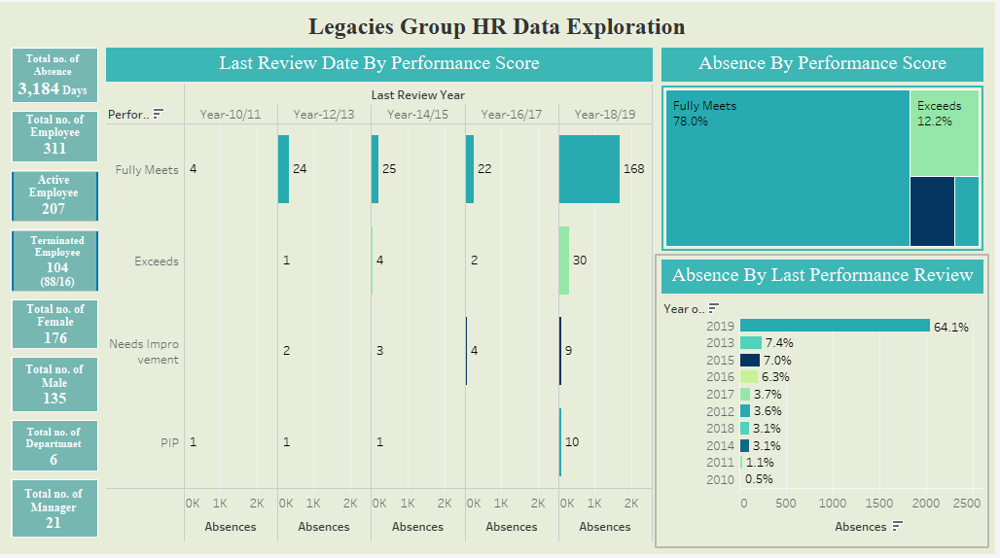 Legacies Group HR Data Exploration
Total no. of
Absence
3,184 Days
Total no. of
Employee
311
Active
Employee
207
Terminated
Employee
104
(88/16)
Total no. of
Female
176
Total no. of
Male
135
Total no. of
Departmnet
6
Total no. of
Manager
21
Last Review Date By Performance Score
Last Review Year
Perfor.. Year-10/11 Year-12/13 Year-14/15 Year-16/17 Year-18/19
Fully Meets 4 24 25 22 168
Exceeds 1 4 2 30
Needs Impro
vement 2 3 4 9
PIP 1 1 1 10
0K 1K 2K 0K 1K 2K 0K 1K 2K 0K 1K 2K 0K 1K 2K
Absences Absences Absences Absences Absences
Absence By Performance Score
Fully Meets
78.0%
Exceeds
12.2%
Absence By Last Performance Review
Year o..
2019 64.1%
2013 7.4%
2015 7.0%
2016 6.3%
2017 3.7%
2012 3.6%
2018 3.1%
2014 3.1%
2011 1.1%
2010 0.5%
0 500 1000 1500 2000 2500
Absences